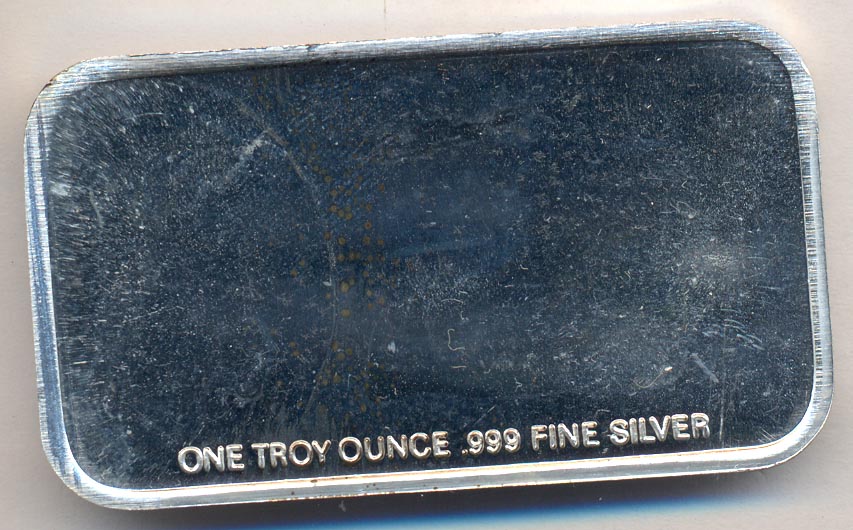 ONE TROY OUNCE .999 FINE SILVER